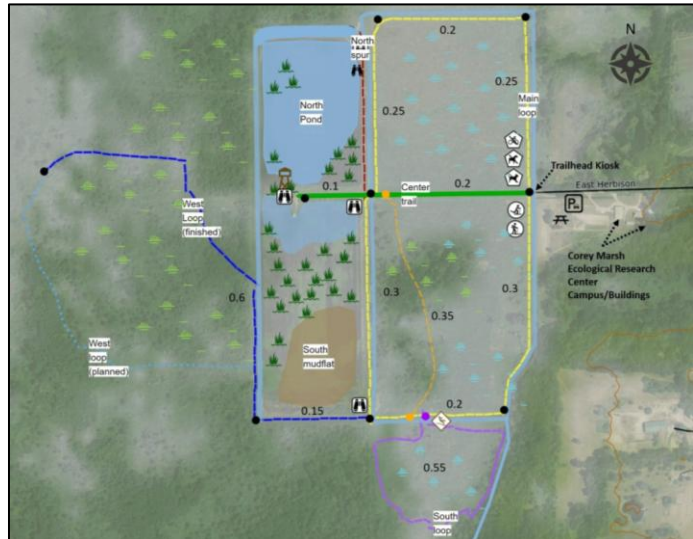 0.2
North
spur
N
0.25
0.25
North
Pond
Main
loop
0.1
Center
trail
0.2
Trailhead Kiosk
East Herbison
P
West
Loop
(finished)
Corey Marsh
Ecological Research
Center
Campus/Buildings
0.6
0.3
0.35
0.3
West
loop
(planned)
South
mudflat
0.15
0.2
0.55
South
loop